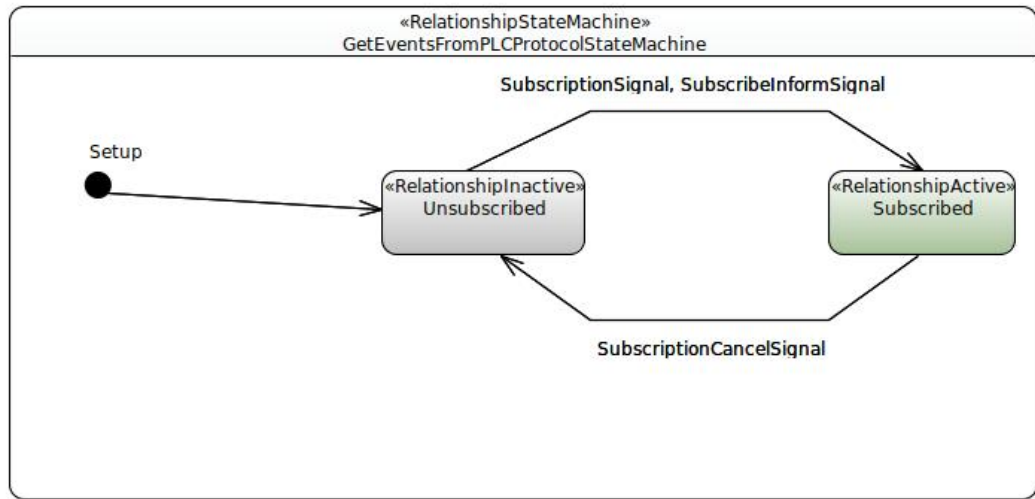 «RelationshipStateMachine»
GetEventsFromPLCProtocolStateMachine
SubscriptionSignal, SubscribeInformSignal
Setup
«RelationshipInactive»
Unsubscribed
«RelationshipActive»
Subscribed
SubscriptionCancelSignal